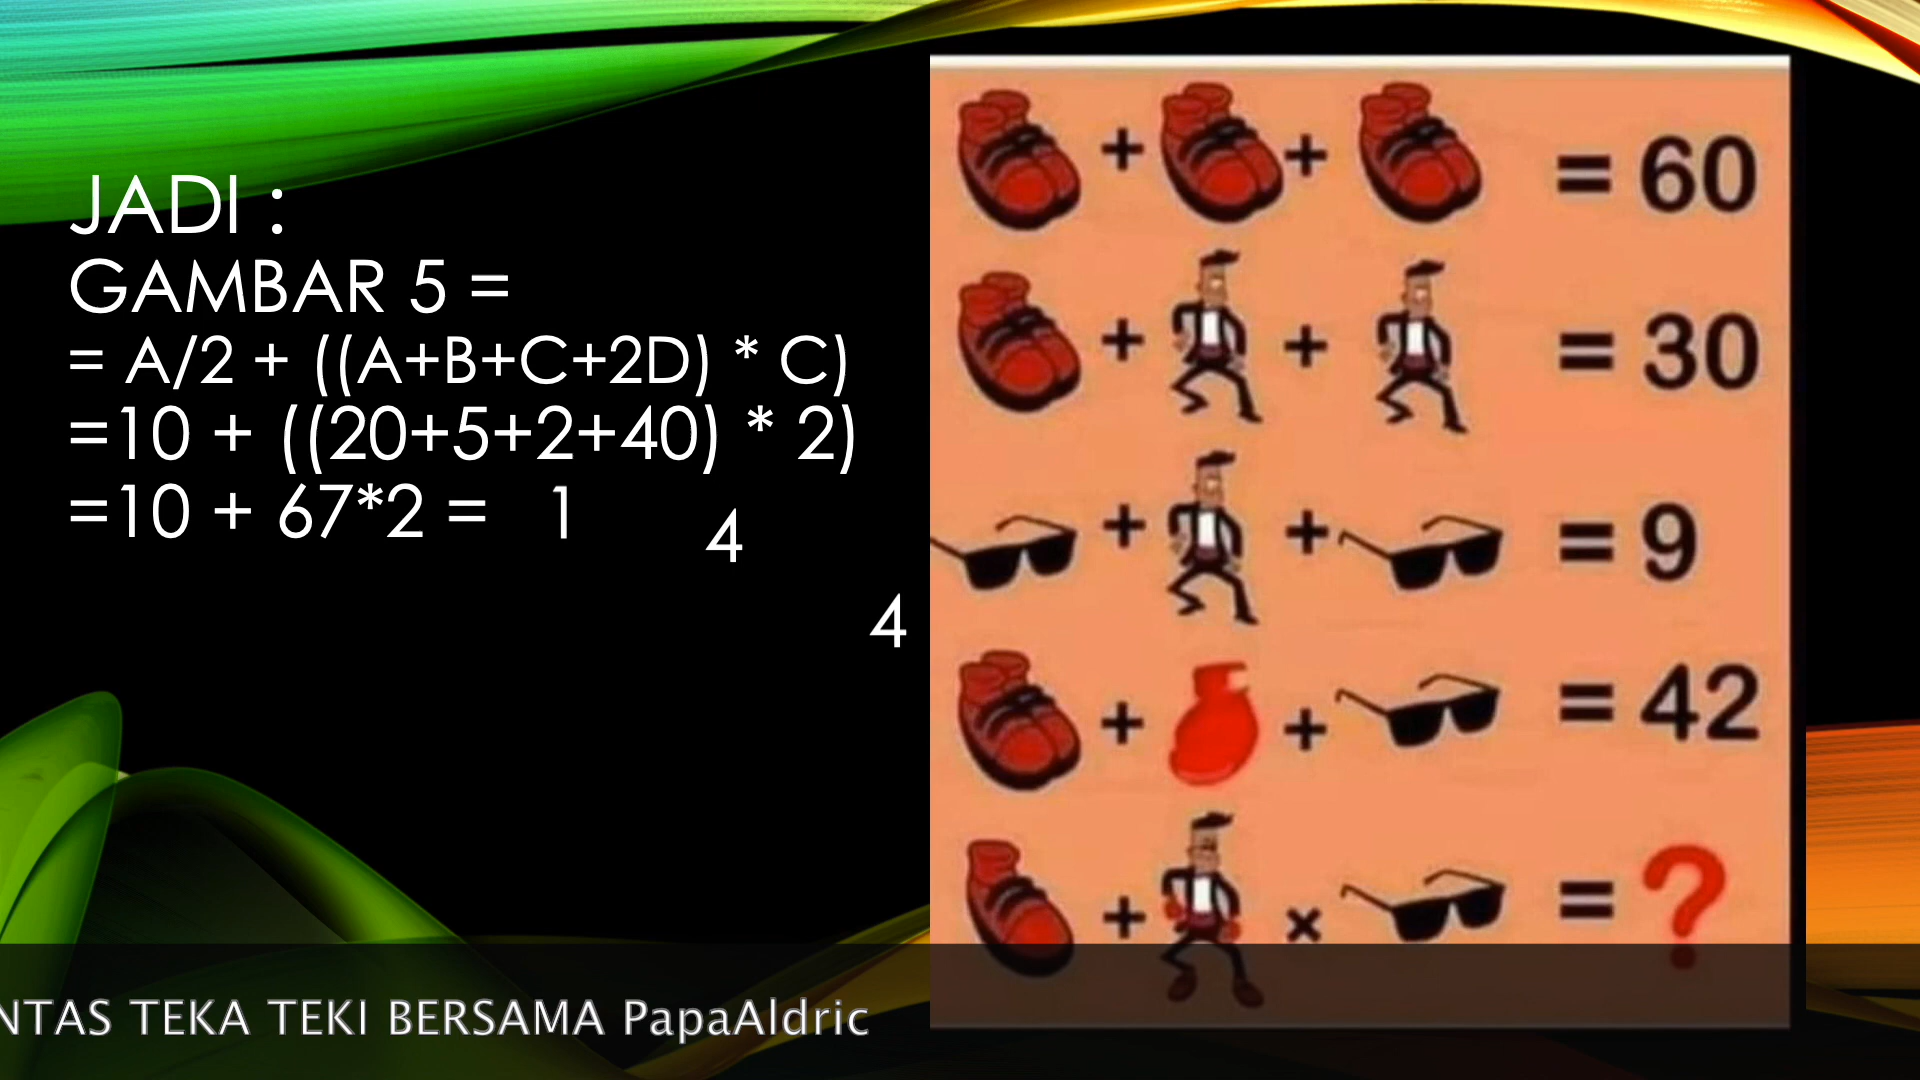 JADI :
GAMBAR 5 =
= A/2 + ((A+B+C+2D) * C)
=10 + ((20+5+2+40) * 2)
=10 + 67*2 = 1
4
4
+ + = 60
+ + = 30
+ + = 9
+ + = 42
+ × = ?
NTAS TEKA TEKI BERSAMA PapaAldric